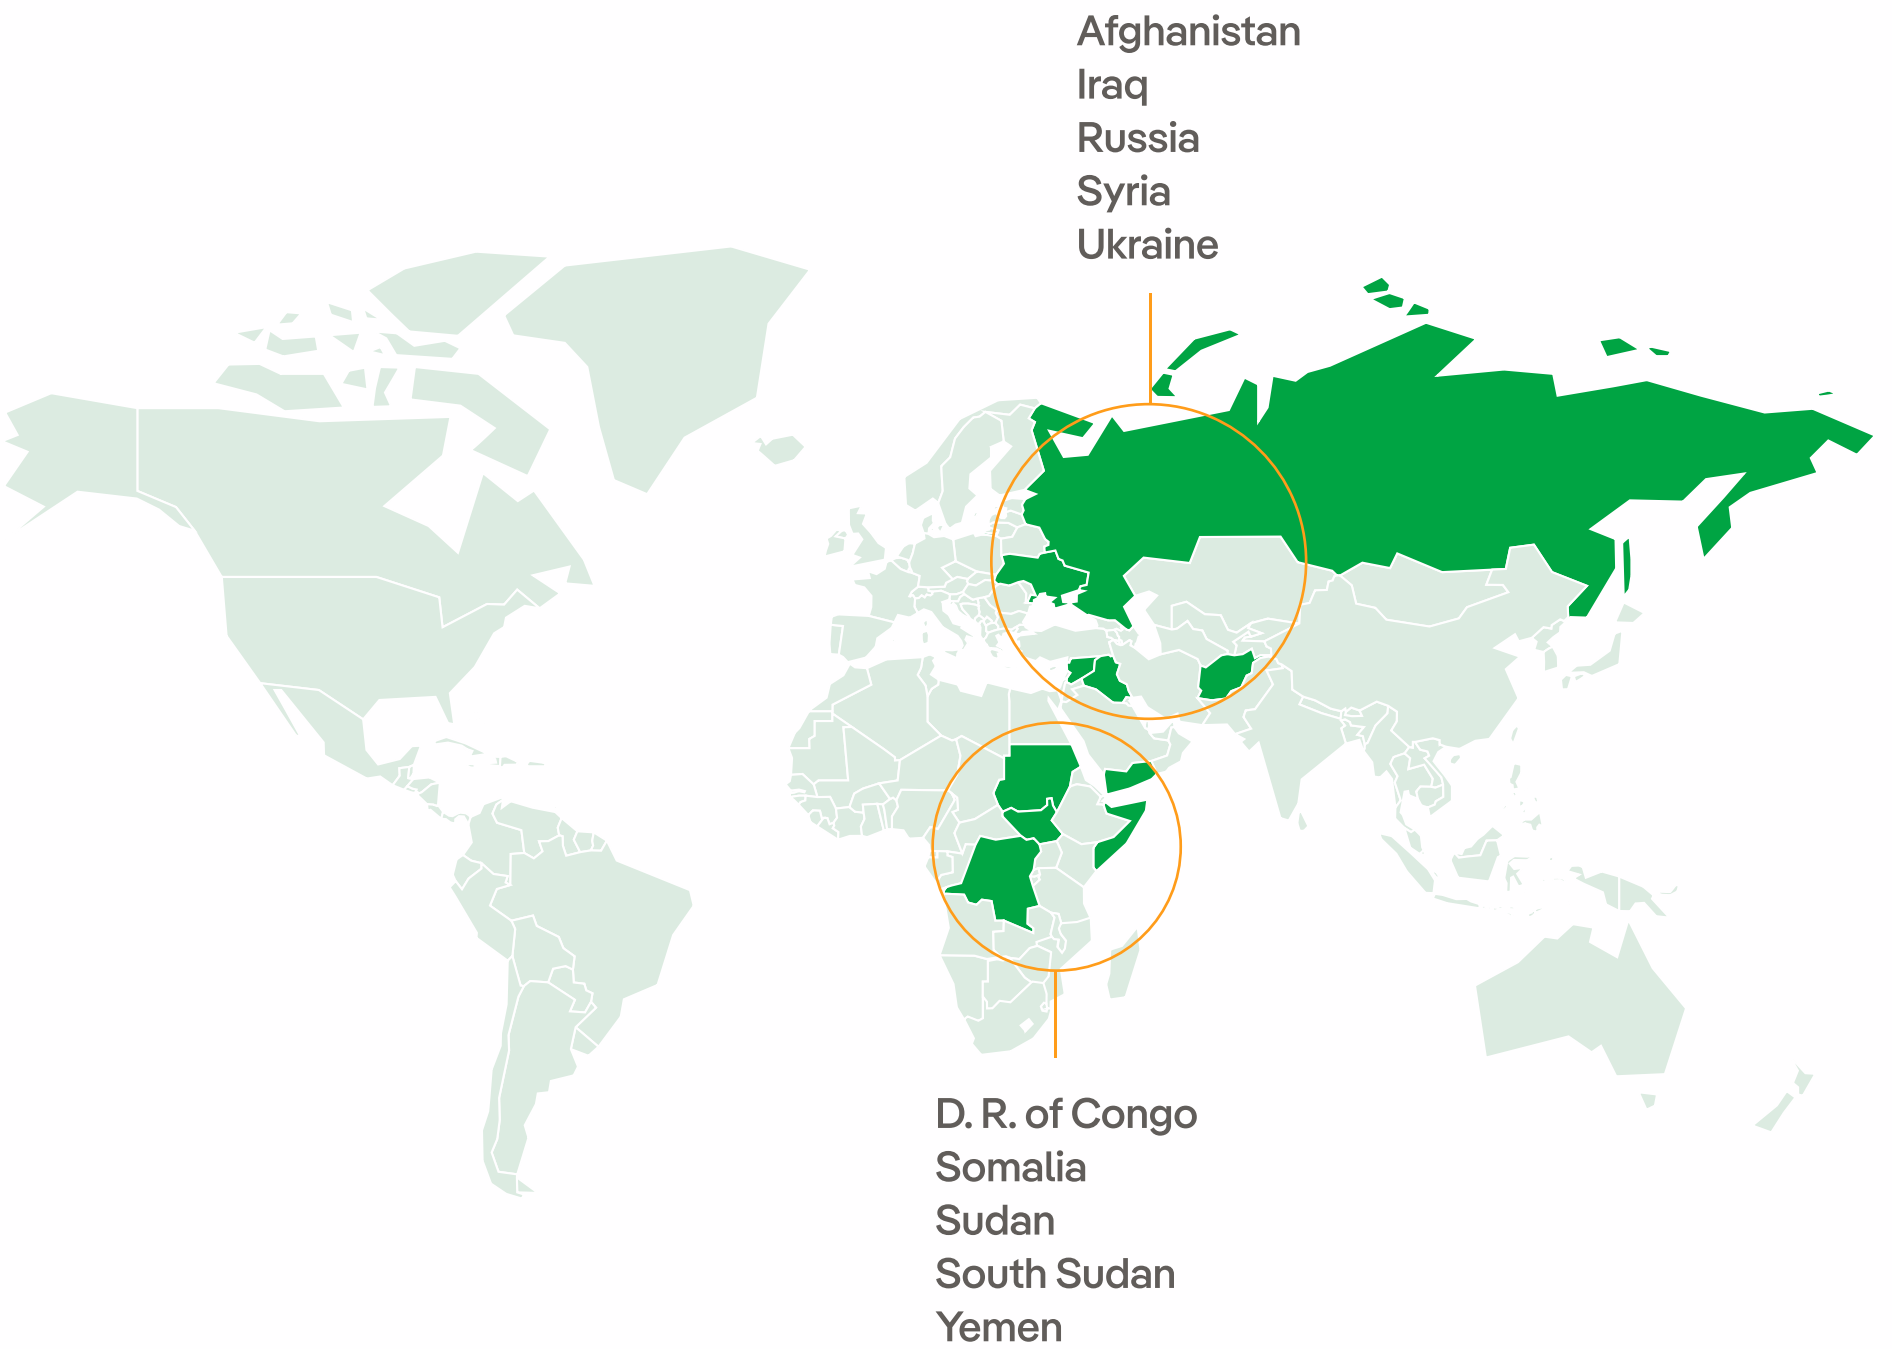 Afghanistan
Iraq
Russia
Syria
Ukraine
D. R. of Congo
Somalia
Sudan
South Sudan
Yemen